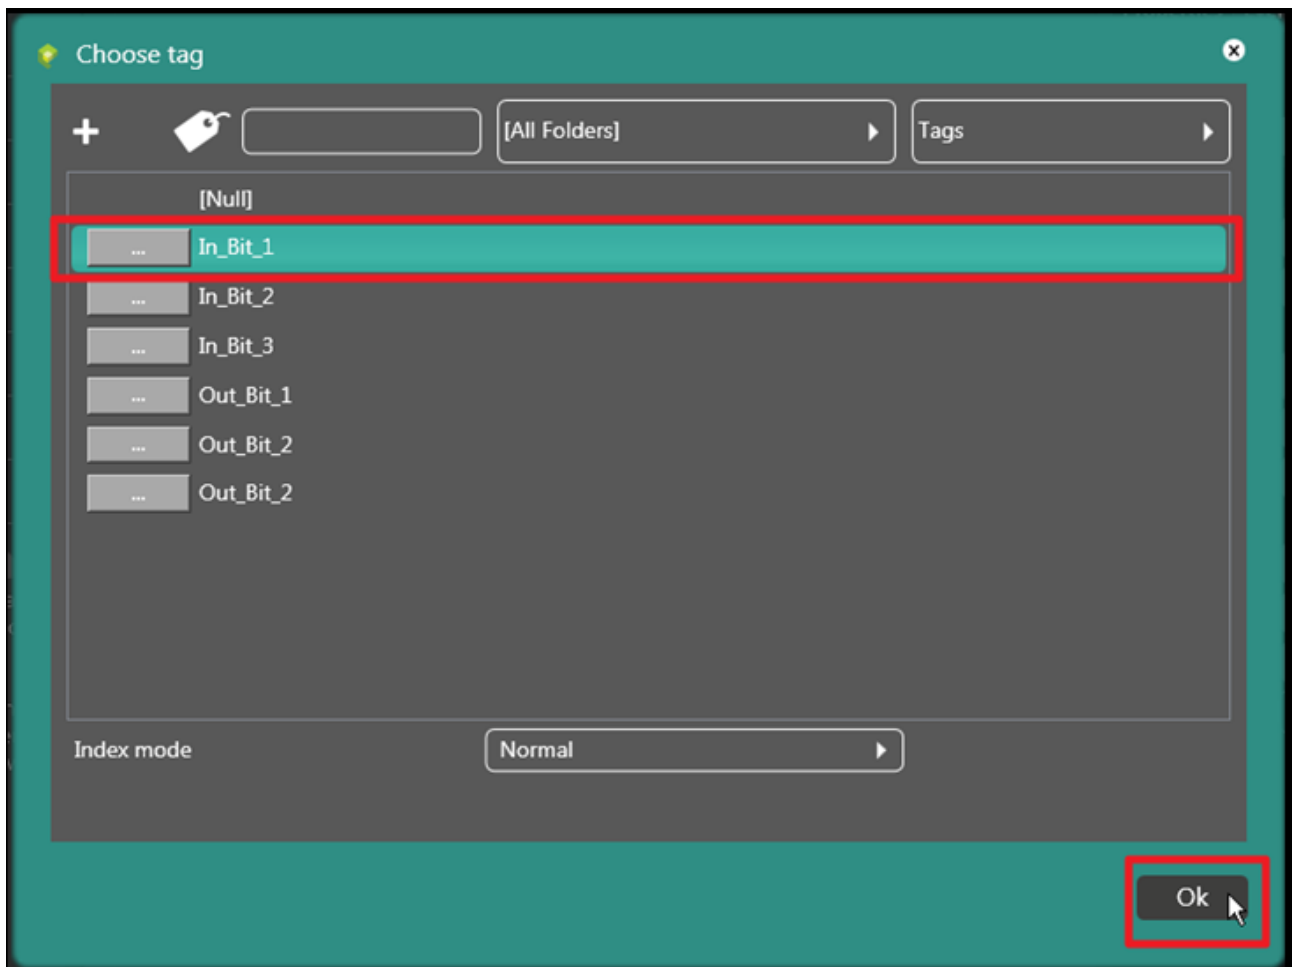 Choose tag
[All Folders]
Tags
[Null]
... In_Bit_1
... In_Bit_2
... In_Bit_3
... Out_Bit_1
... Out_Bit_2
... Out_Bit_2
Index mode
Normal
Ok